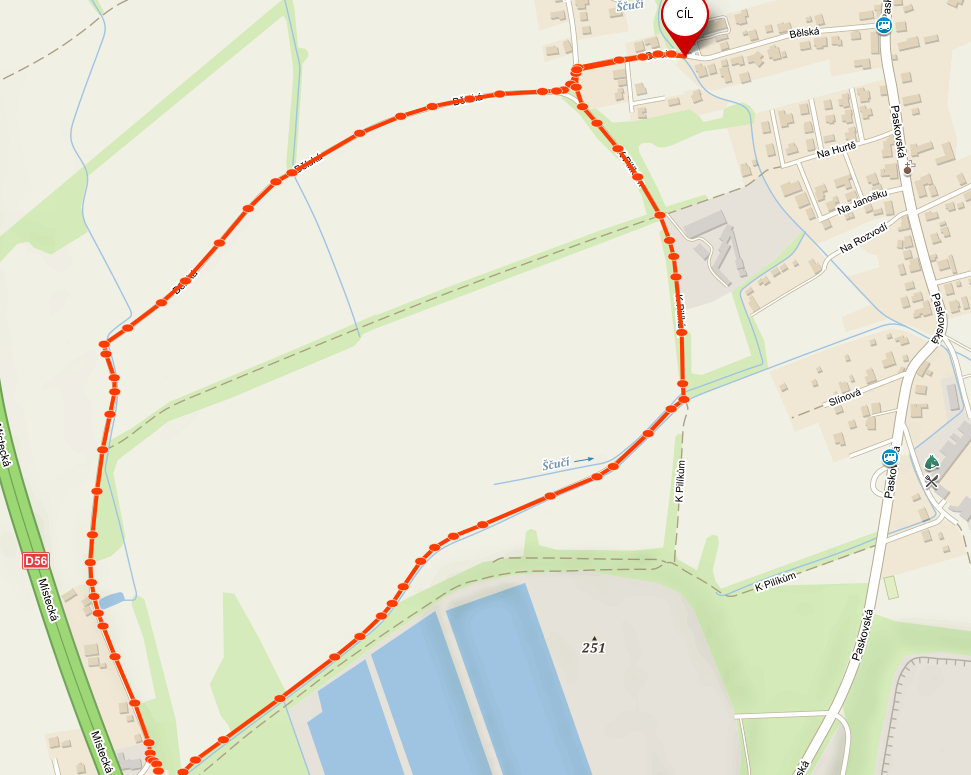 Ščučí
CÍL
Bělská
Paskovská
Na Hurtě
Na Janošku
Na Rozvodí
Bělská
K Pilíkům
Paskovská
Slínová
Místecká
Ščučí
K Pilíkům
D56
Místecká
K Pilíkům
Paskovská
251
Místecká